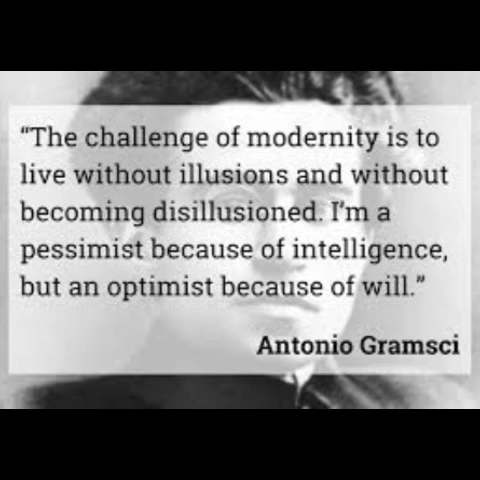 “The challenge of modernity is to
live without illusions and without
becoming disillusioned. I’m a
pessimist because of intelligence,
but an optimist because of will.”
Antonio Gramsci